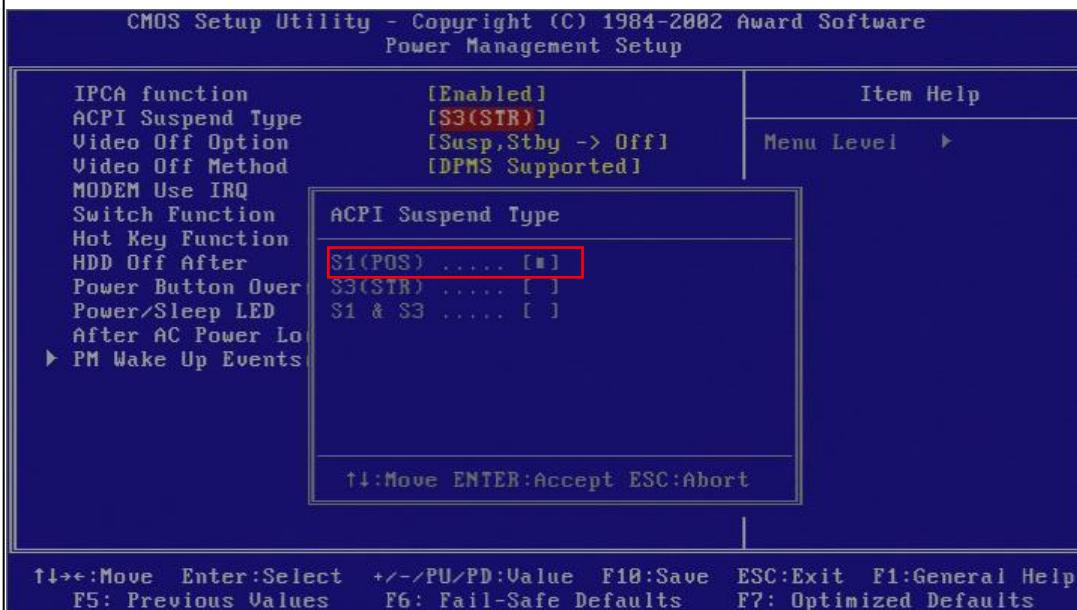 CMOS Setup Utility - Copyright (C) 1984-2002 Award Software
Power Management Setup
IPCA function [Enabled]
ACPI Suspend Type [S3(STR)]
Video Off Option [Susp,Stby -> Off]
Video Off Method [DPMS Supported]
MODEM Use IRQ
Switch Function
Hot Key Function
HDD Off After
Power Button Over
Power/Sleep LED
After AC Power Lo
▶ PM Wake Up Events
Item Help
Menu Level ▶
ACPI Suspend Type
S1(POS) ..... [■]
S3(STR) ..... [ ]
S1 & S3 ..... [ ]
↑↓:Move ENTER:Accept ESC:Abort
↑↓→←:Move Enter:Select +/-/PU/PD:Value F10:Save ESC:Exit F1:General Help
F5: Previous Values F6: Fail-Safe Defaults F7: Optimized Defaults